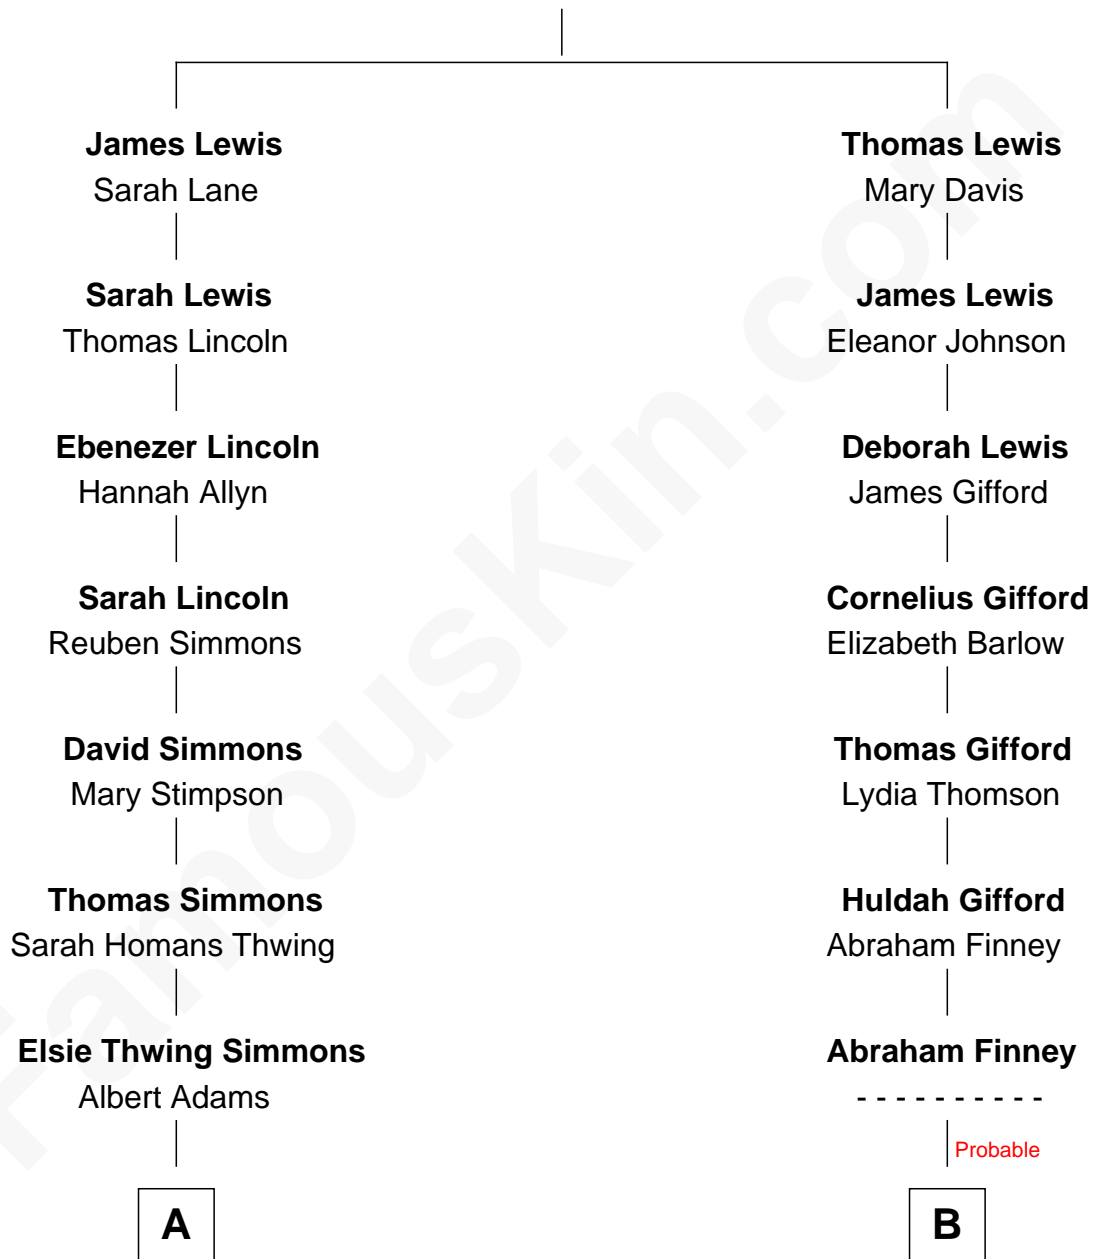 James Lewis
Sarah Lane
Sarah Lewis
Thomas Lincoln
Ebenezer Lincoln
Hannah Allyn
Sarah Lincoln
Reuben Simmons
David Simmons
Mary Stimpson
Thomas Simmons
Sarah Homans Thwing
Elsie Thwing Simmons
Albert Adams
A
Thomas Lewis
Mary Davis
James Lewis
Eleanor Johnson
Deborah Lewis
James Gifford
Cornelius Gifford
Elizabeth Barlow
Thomas Gifford
Lydia Thomson
Huldah Gifford
Abraham Finney
Abraham Finney
- - - - - - - - - -
Probable
B
FamousKin.com